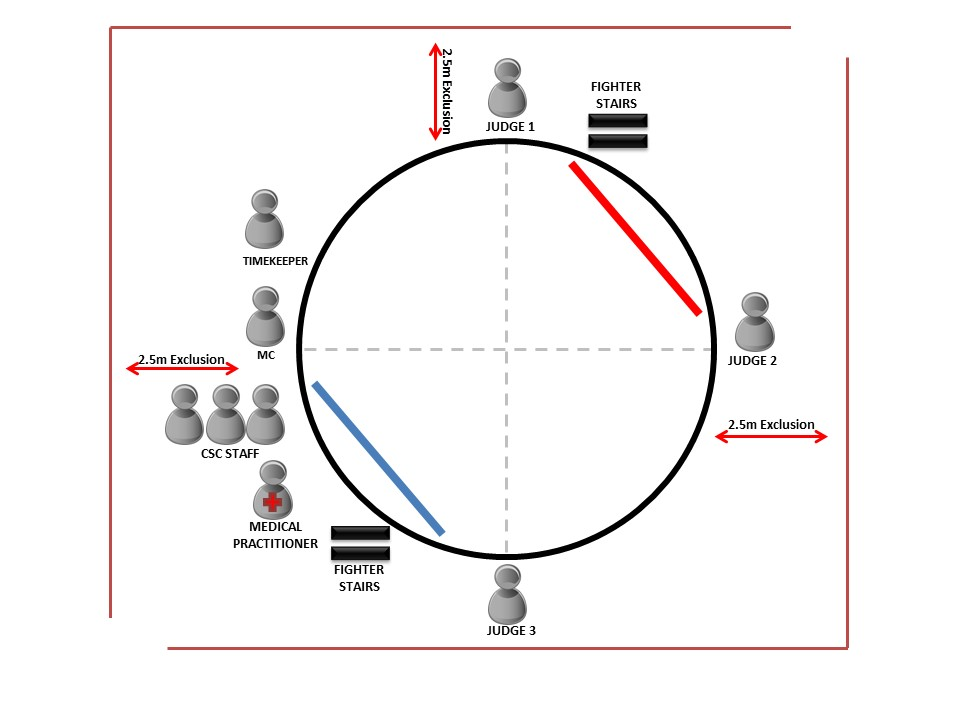 2.5m Exclusion
JUDGE 1
FIGHTER
STAIRS
TIMEKEEPER
MC
2.5m Exclusion
JUDGE 2
2.5m Exclusion
CSC STAFF
MEDICAL
PRACTITIONER
FIGHTER
STAIRS
JUDGE 3